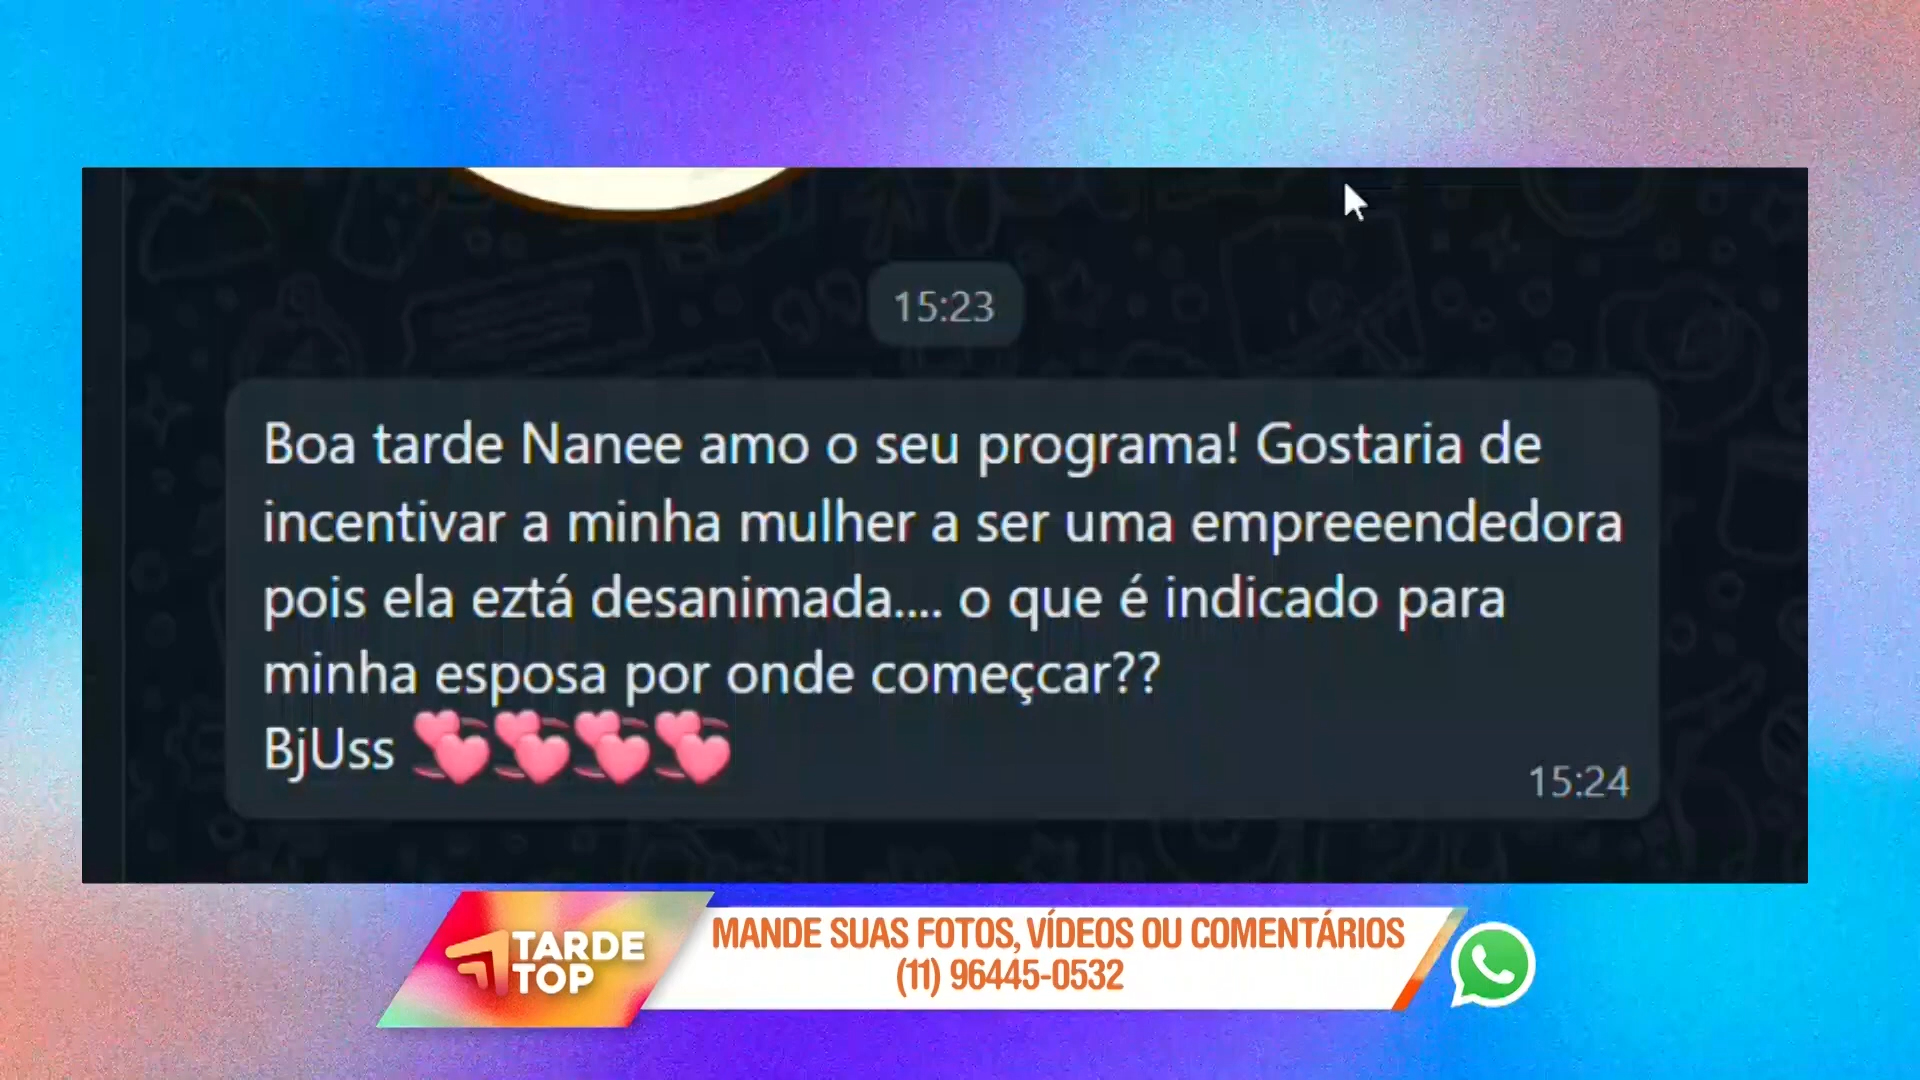 15:23
Boa tarde Nanee amo o seu programa! Gostaria de
incentivar a minha mulher a ser uma empreeendedora
pois ela eztá desanimada.... o que é indicado para
minha esposa por onde começcar??
BjUss 💞💞💞💞
15:24
TARDE
TOP
MANDE SUAS FOTOS, VÍDEOS OU COMENTÁRIOS
(11) 96445-0532